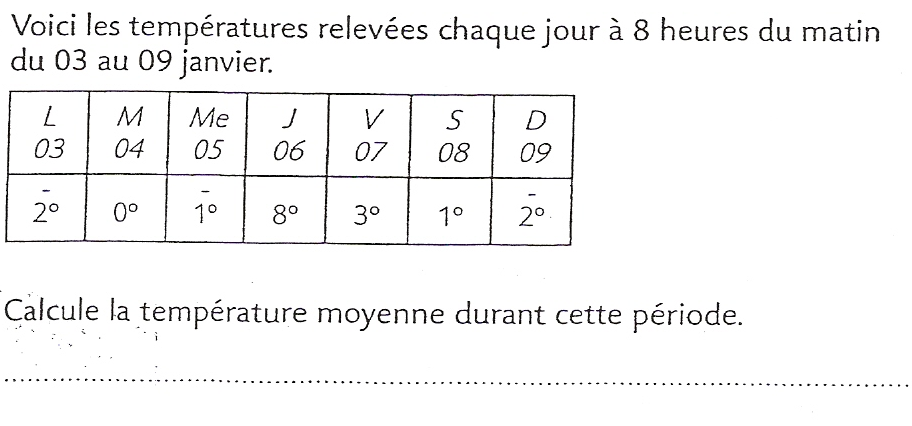 Voici les températures relevées chaque jour à 8 heures du matin
du 03 au 09 janvier.
L M Me J V S D
03 04 05 06 07 08 09
-2° 0° -1° 8° 3° 1° -2°
Calcule la température moyenne durant cette période.